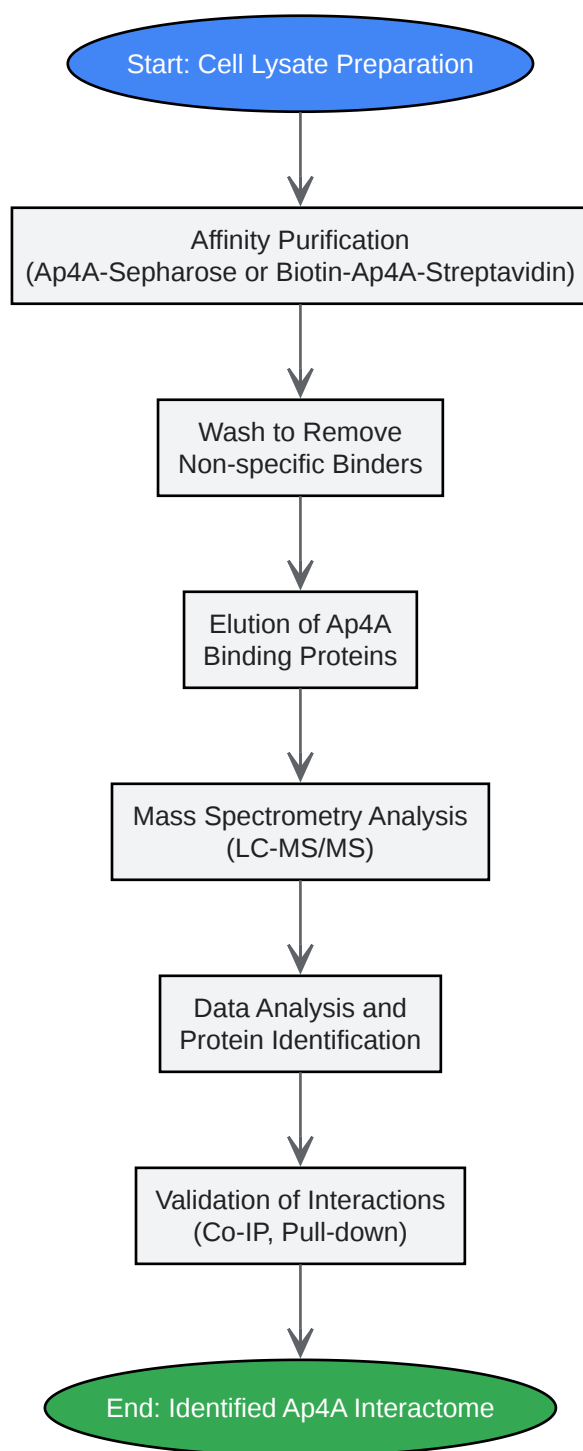 Start: Cell Lysate Preparation
Affinity Purification
(Ap4A-Sepharose or Biotin-Ap4A-Streptavidin)
Wash to Remove
Non-specific Binders
Elution of Ap4A
Binding Proteins
Mass Spectrometry Analysis
(LC-MS/MS)
Data Analysis and
Protein Identification
Validation of Interactions
(Co-IP, Pull-down)
End: Identified Ap4A Interactome